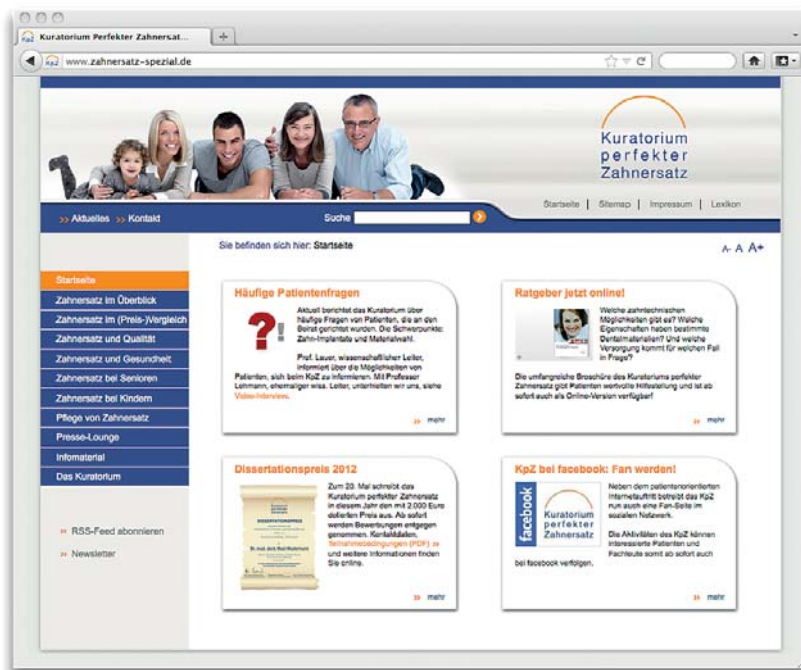 Kuratorium Perfekter Zahnersat...
KpZ www.zahnersatz-spezial.de
Kuratorium
perfekter
Zahnersatz
Startseite | Sitemap | Impressum | Lexikon
>> Aktuelles >> Kontakt
Suche
Sie befinden sich hier: Startseite
A- A A+
Startseite
Zahnersatz im Überblick
Zahnersatz im (Preis-)Vergleich
Zahnersatz und Qualität
Zahnersatz und Gesundheit
Zahnersatz bei Senioren
Zahnersatz bei Kindern
Pflege von Zahnersatz
Presse-Lounge
Infomaterial
Das Kuratorium
>> RSS-Feed abonnieren
>> Newsletter
Häufige Patientenfragen
Aktuell berichtet das Kuratorium über
häufige Fragen von Patienten, die an den
Beirat gerichtet wurden. Die Schwerpunkte:
Zahn-Implantate und Materialwahl.
Prof. Lauer, wissenschaftlicher Leiter,
informiert über die Möglichkeiten von
Patienten, sich beim KpZ zu informieren. Mit Professor
Lehmann, ehemaliger wiss. Leiter, unterhielten wir uns, siehe
Video-Interview.
>> mehr
Ratgeber jetzt online!
Welche zahntechnischen
Möglichkeiten gibt es? Welche
Eigenschaften haben bestimmte
Dentalmaterialien? Und welche
Versorgung kommt für welchen Fall
in Frage?
Die umfangreiche Broschüre des Kuratoriums perfekter
Zahnersatz gibt Patienten wertvolle Hilfestellung und ist ab
sofort auch als Online-Version verfügbar!
>> mehr
Dissertationspreis 2012
DISSERTATIONSPREIS
Zum 20. Mal schreibt das
Kuratorium perfekter Zahnersatz
in diesem Jahr den mit 2.000 Euro
dotierten Preis aus. Ab sofort
werden Bewerbungen entgegen
genommen. Kontaktdaten,
Teilnahmebedingungen (PDF) >>
und weitere Informationen finden
Sie online.
>> mehr
KpZ bei facebook: Fan werden!
facebook
Kuratorium
perfekter
Zahnersatz
Neben dem patientenorientierten
Internetauftritt betreibt das KpZ
nun auch eine Fan-Seite im
sozialen Netzwerk.
Die Aktivitäten des KpZ können
interessierte Patienten und
Fachleute somit ab sofort auch
bei facebook verfolgen.
>> mehr